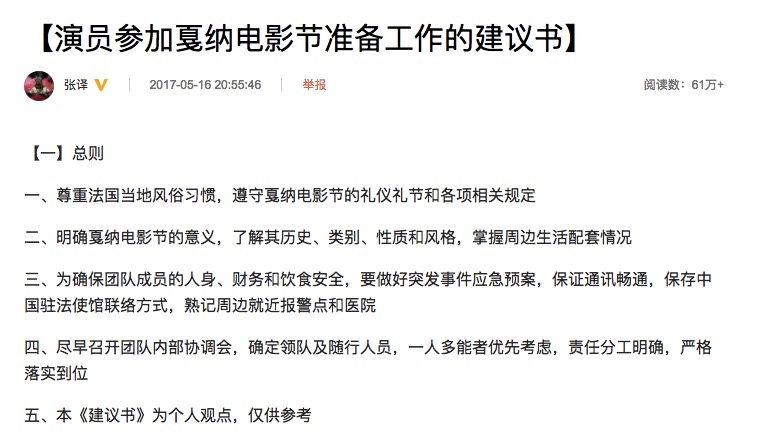 【演员参加戛纳电影节准备工作的建议书】
张译 2017-05-16 20:55:46 举报 阅读数：61万+
【一】总则
一、尊重法国当地风俗习惯，遵守戛纳电影节的礼仪礼节和各项相关规定
二、明确戛纳电影节的意义，了解其历史、类别、性质和风格，掌握周边生活配套情况
三、为确保团队成员的人身、财务和饮食安全，要做好突发事件应急预案，保证通讯畅通，保存中
国驻法使馆联络方式，熟记周边就近报警点和医院
四、尽早召开团队内部协调会，确定领队及随行人员，一人多能者优先考虑，责任分工明确，严格
落实到位
五、本《建议书》为个人观点，仅供参考